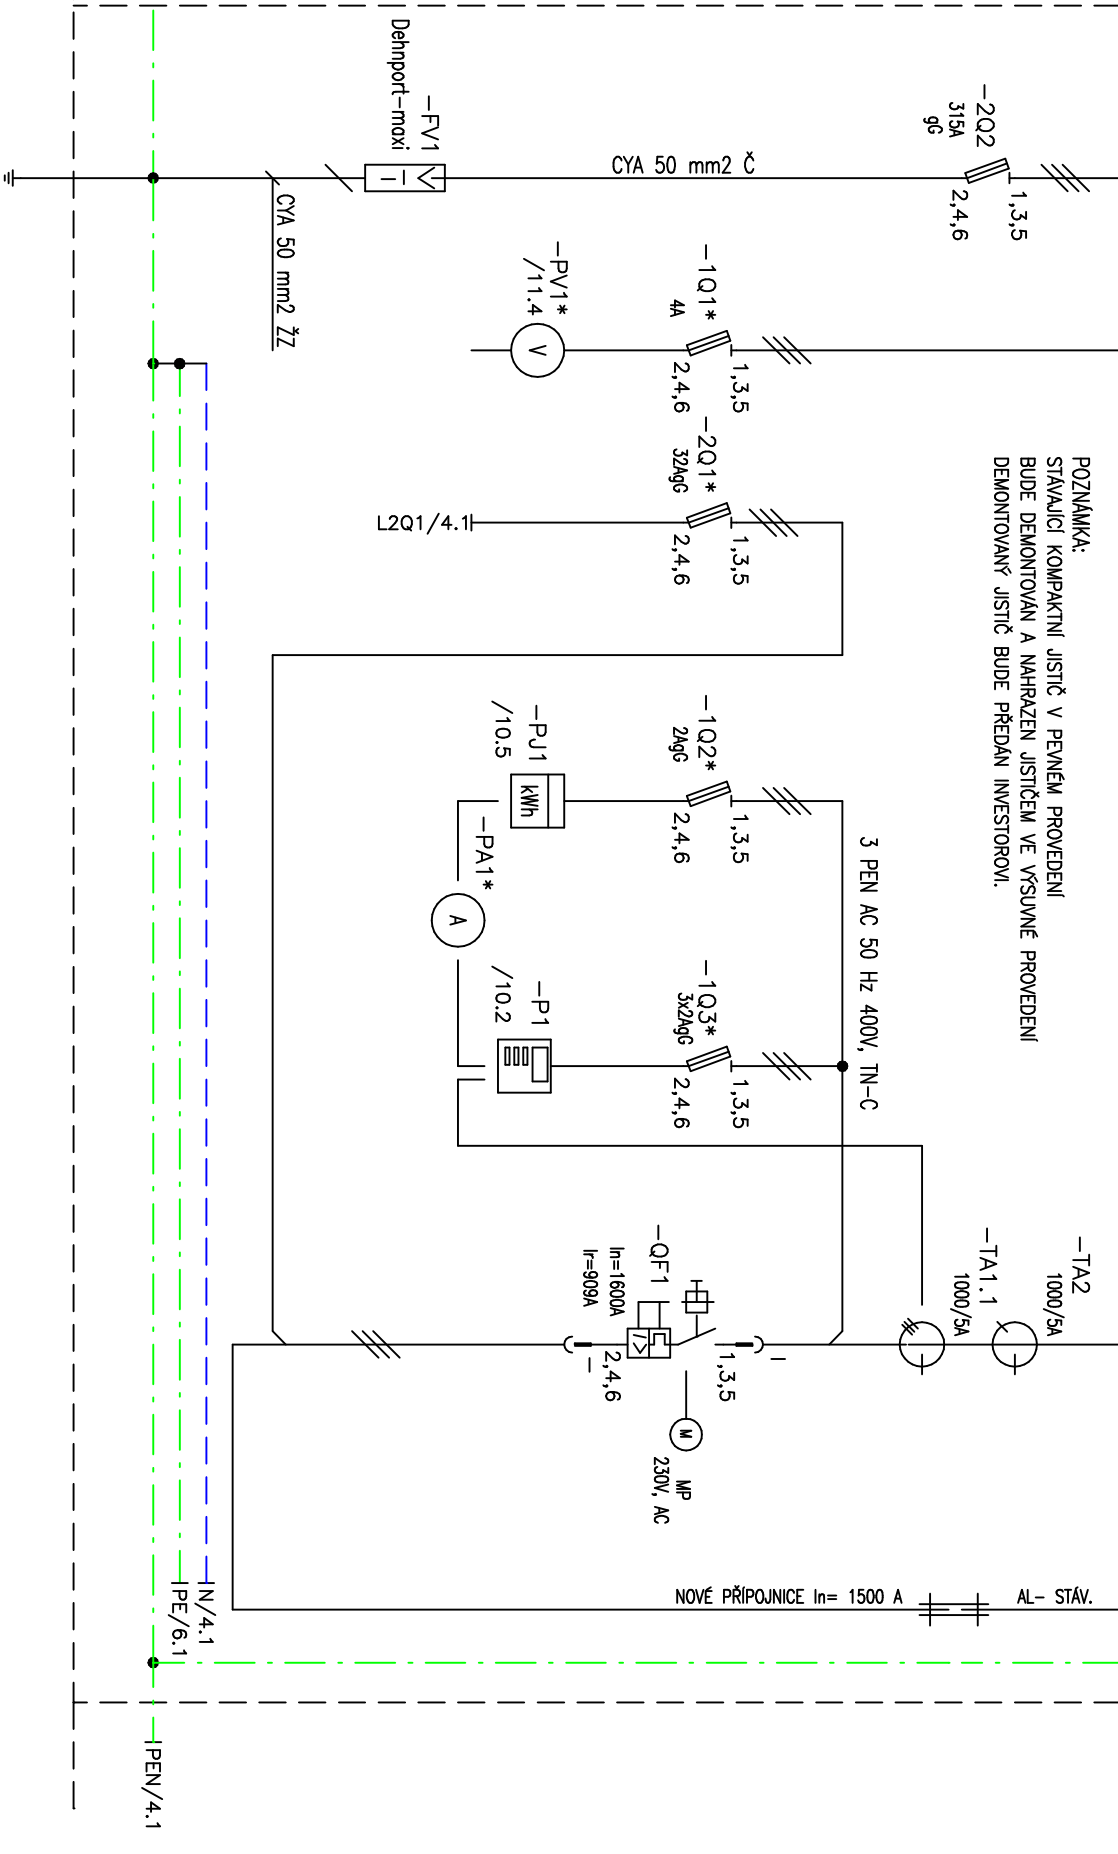 -2Q2
315A
gG
1,3,5
2,4,6
CYA 50 mm2 Č
-FV1
Dehnport-maxi
CYA 50 mm2 ŽZ
-1Q1*
4A
1,3,5
2,4,6
-PV1*
/11.4
V
-2Q1*
32AgG
1,3,5
2,4,6
L2Q1/4.1
POZNÁMKA:
STÁVAJÍCÍ KOMPAKTNÍ JISTIČ V PEVNÉM PROVEDENÍ
BUDE DEMONTOVÁN A NAHRAZEN JISTIČEM VE VÝSUVNÉ PROVEDENÍ
DEMONTOVANÝ JISTIČ BUDE PŘEDÁN INVESTOROVI.
-1Q2*
2AgG
1,3,5
2,4,6
-PJ1
/10.5
kWh
-PA1*
A
3 PEN AC 50 Hz 400V, TN-C
-1Q3*
3x2AgG
1,3,5
2,4,6
-P1
/10.2
-TA2
1000/5A
-TA1.1
1000/5A
-QF1
In=1600A
Ir=909A
I>
1,3,5
2,4,6
M
MP
230V, AC
NOVÉ PŘÍPOJNICE In= 1500 A
AL- STÁV.
N/4.1
PE/6.1
PEN/4.1